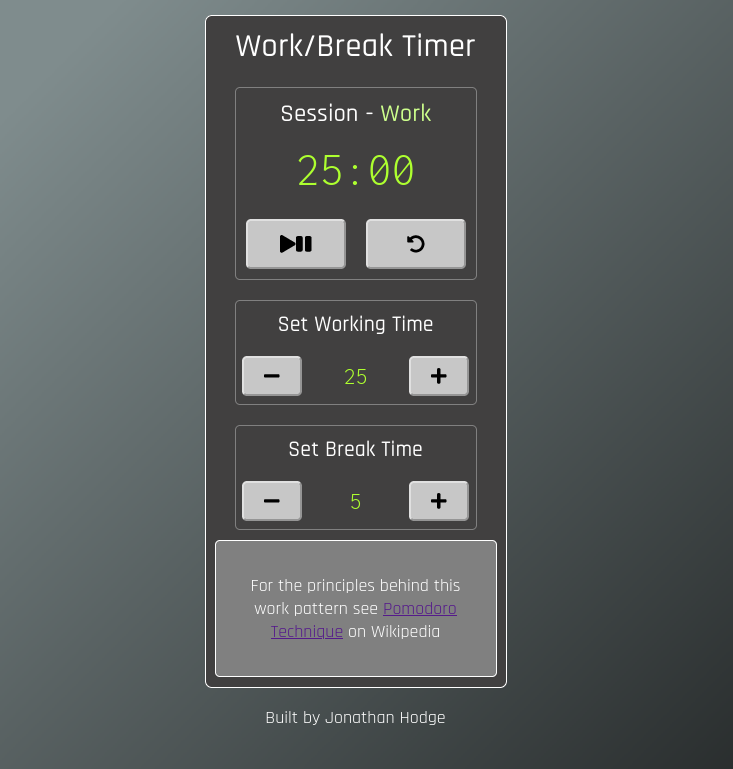 Work/Break Timer
Session - Work
25:00
Set Working Time
25
Set Break Time
5
For the principles behind this
work pattern see Pomodoro
Technique on Wikipedia
Built by Jonathan Hodge